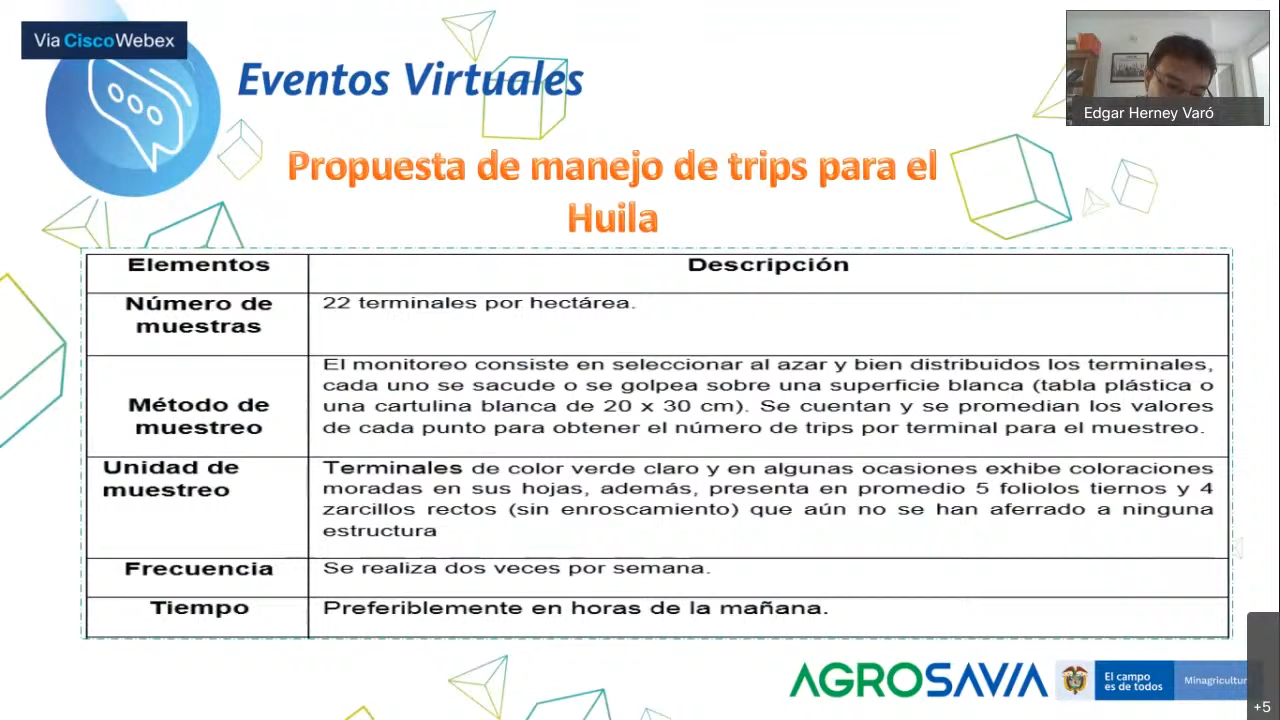 Vía CiscoWebex
Eventos Virtuales
Edgar Herney Varó
Propuesta de manejo de trips para el
Huila
Elementos
Descripción
Número de
muestras
22 terminales por hectárea.
Método de
muestreo
El monitoreo consiste en seleccionar al azar y bien distribuidos los terminales,
cada uno se sacude o se golpea sobre una superficie blanca (tabla plástica o
una cartulina blanca de 20 x 30 cm). Se cuentan y se promedian los valores
de cada punto para obtener el número de trips por terminal para el muestreo.
Unidad de
muestreo
Terminales de color verde claro y en algunas ocasiones exhibe coloraciones
moradas en sus hojas, además, presenta en promedio 5 foliolos tiernos y 4
zarcillos rectos (sin enroscamiento) que aún no se han aferrado a ninguna
estructura
Frecuencia
Se realiza dos veces por semana.
Tiempo
Preferiblemente en horas de la mañana.
AGROSAVIA
El campo
es de todos
Minagricultur
+5